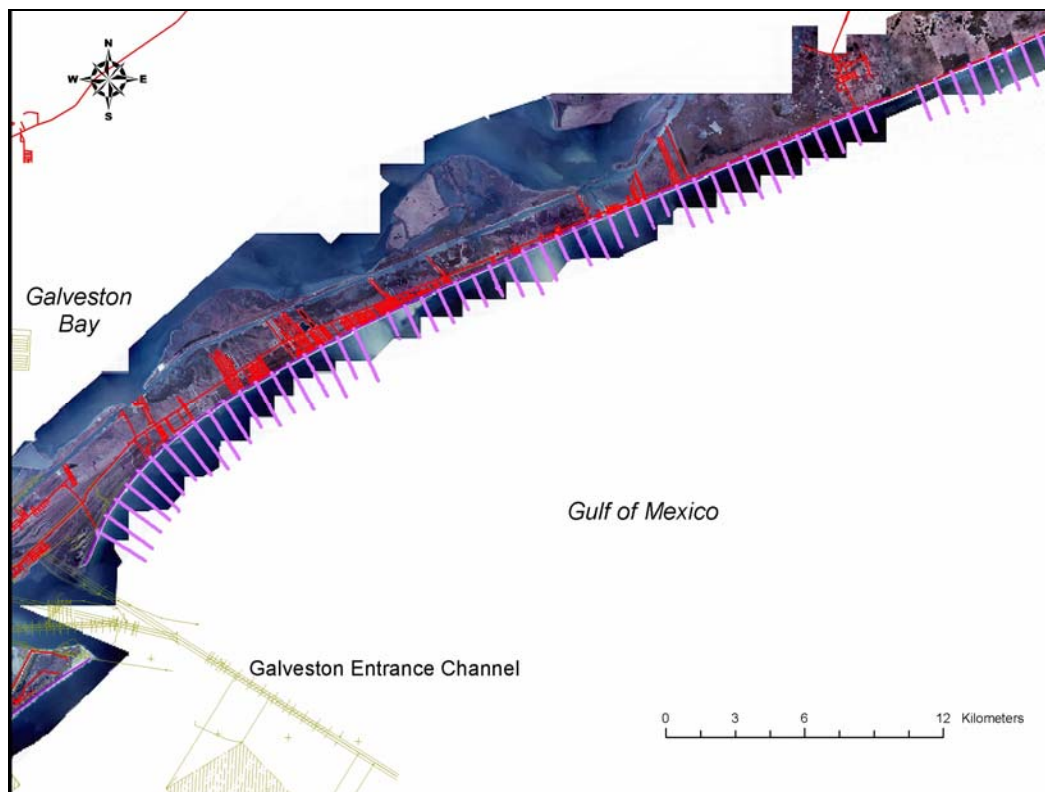 N
W E
S
Galveston
Bay
Gulf of Mexico
Galveston Entrance Channel
0 3 6 12 Kilometers